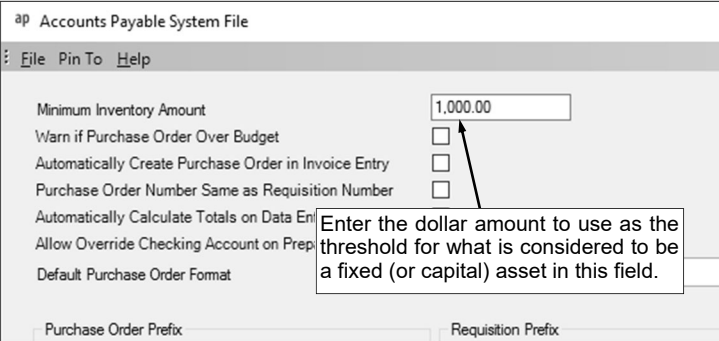 ap Accounts Payable System File
File Pin To Help
Minimum Inventory Amount 1,000.00
Warn if Purchase Order Over Budget
Automatically Create Purchase Order in Invoice Entry
Purchase Order Number Same as Requisition Number
Automatically Calculate Totals on Data
Allow Override Checking Account on
Enter the dollar amount to use as the
threshold for what is considered to be
a fixed (or capital) asset in this field.
Default Purchase Order Format
Purchase Order Prefix Requisition Prefix